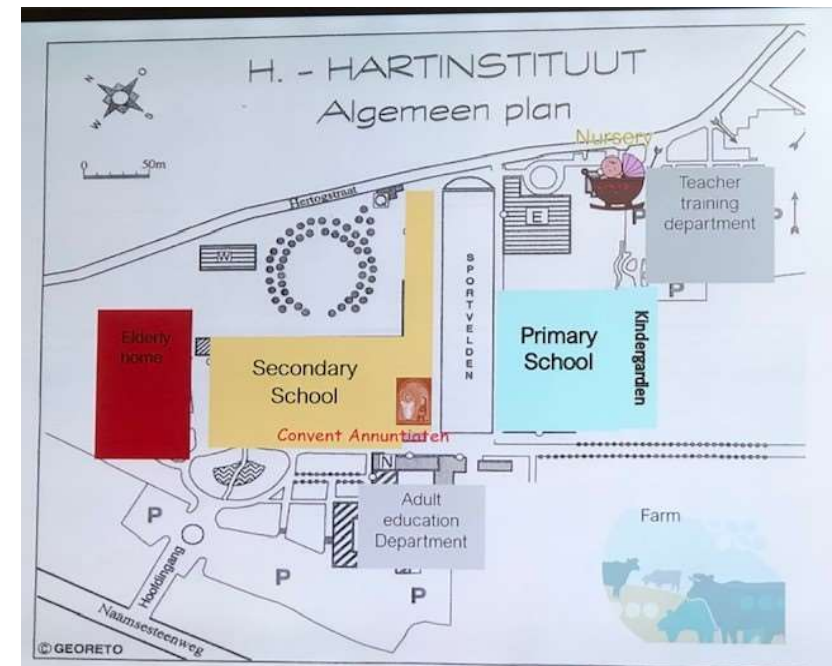 H. - HARTINSTITUUT
Algemeen plan
N
O
W
0 50m
Hertogstraat
Nursery
Teacher
training
department
P
P
P
E
W
SPORTVELDEN
Elderly
home
Secondary
School
Primary
School
Kindergarden
Convent Annuntiaten
N
Adult
education
Department
Farm
P
P
P
Hoofdingang
Naamsesteenweg
© GEORETO